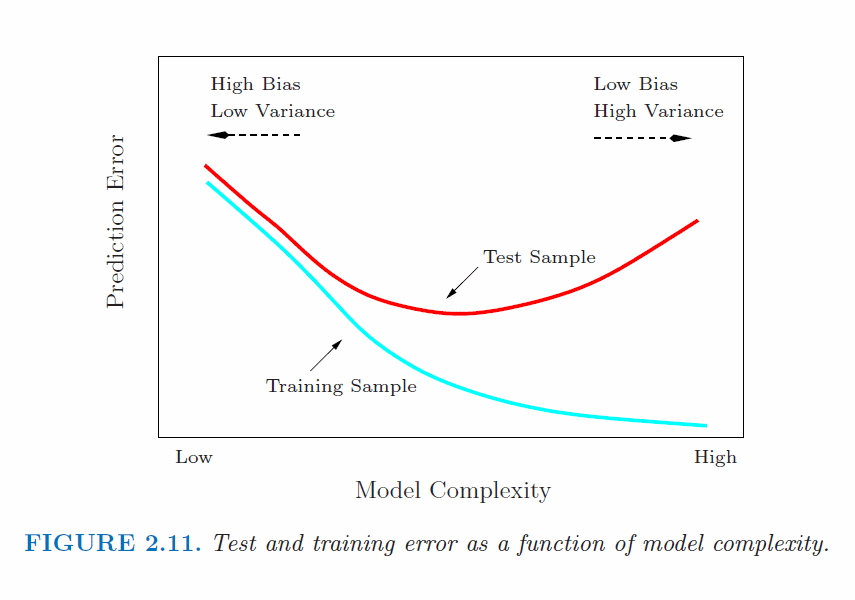 High Bias
Low Variance
Low Bias
High Variance
Prediction Error
Test Sample
Training Sample
Low
High
Model Complexity
FIGURE 2.11. Test and training error as a function of model complexity.